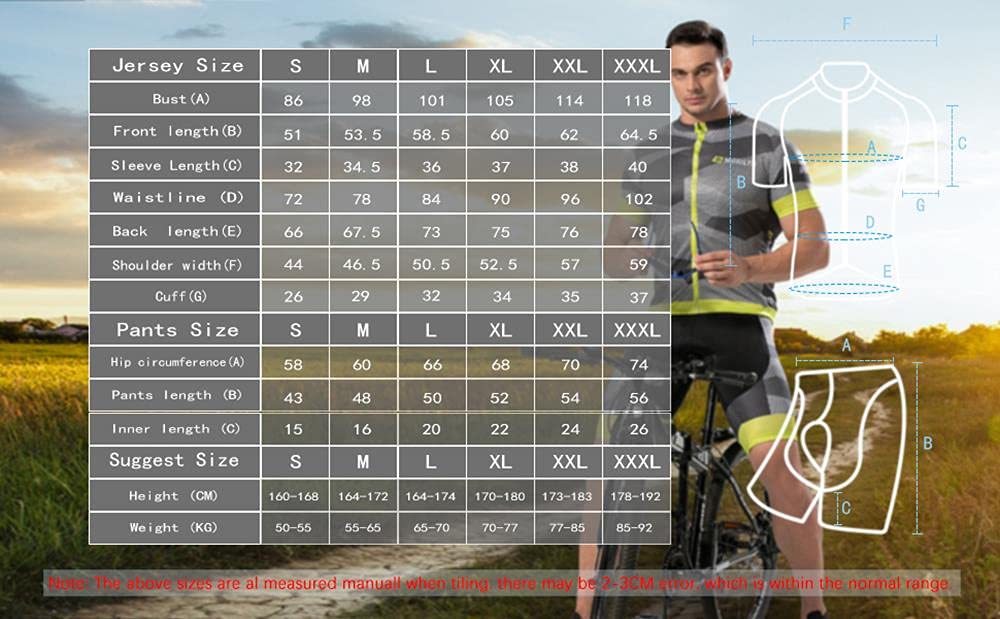 Jersey Size S M L XL XXL XXXL
Bust(A) 86 98 101 105 114 118
Front length(B) 51 53.5 58.5 60 62 64.5
Sleeve Length(C) 32 34.5 36 37 38 40
Waistline (D) 72 78 84 90 96 102
Back length(E) 66 67.5 73 75 76 78
Shoulder width(F) 44 46.5 50.5 52.5 57 59
Cuff(G) 26 29 32 34 35 37
Pants Size S M L XL XXL XXXL
Hip circumference(A) 58 60 66 68 70 74
Pants length (B) 43 48 50 52 54 56
Inner length (C) 15 16 20 22 24 26
Suggest Size S M L XL XXL XXXL
Height (CM) 160-168 164-172 164-174 170-180 173-183 178-192
Weight (KG) 50-55 55-65 65-70 70-77 77-85 85-92
F
A
C
B
G
D
E
A
B
C
Note: The above sizes are al measured manuall when tiling: there may be 2-3CM error. which is within the normal range.